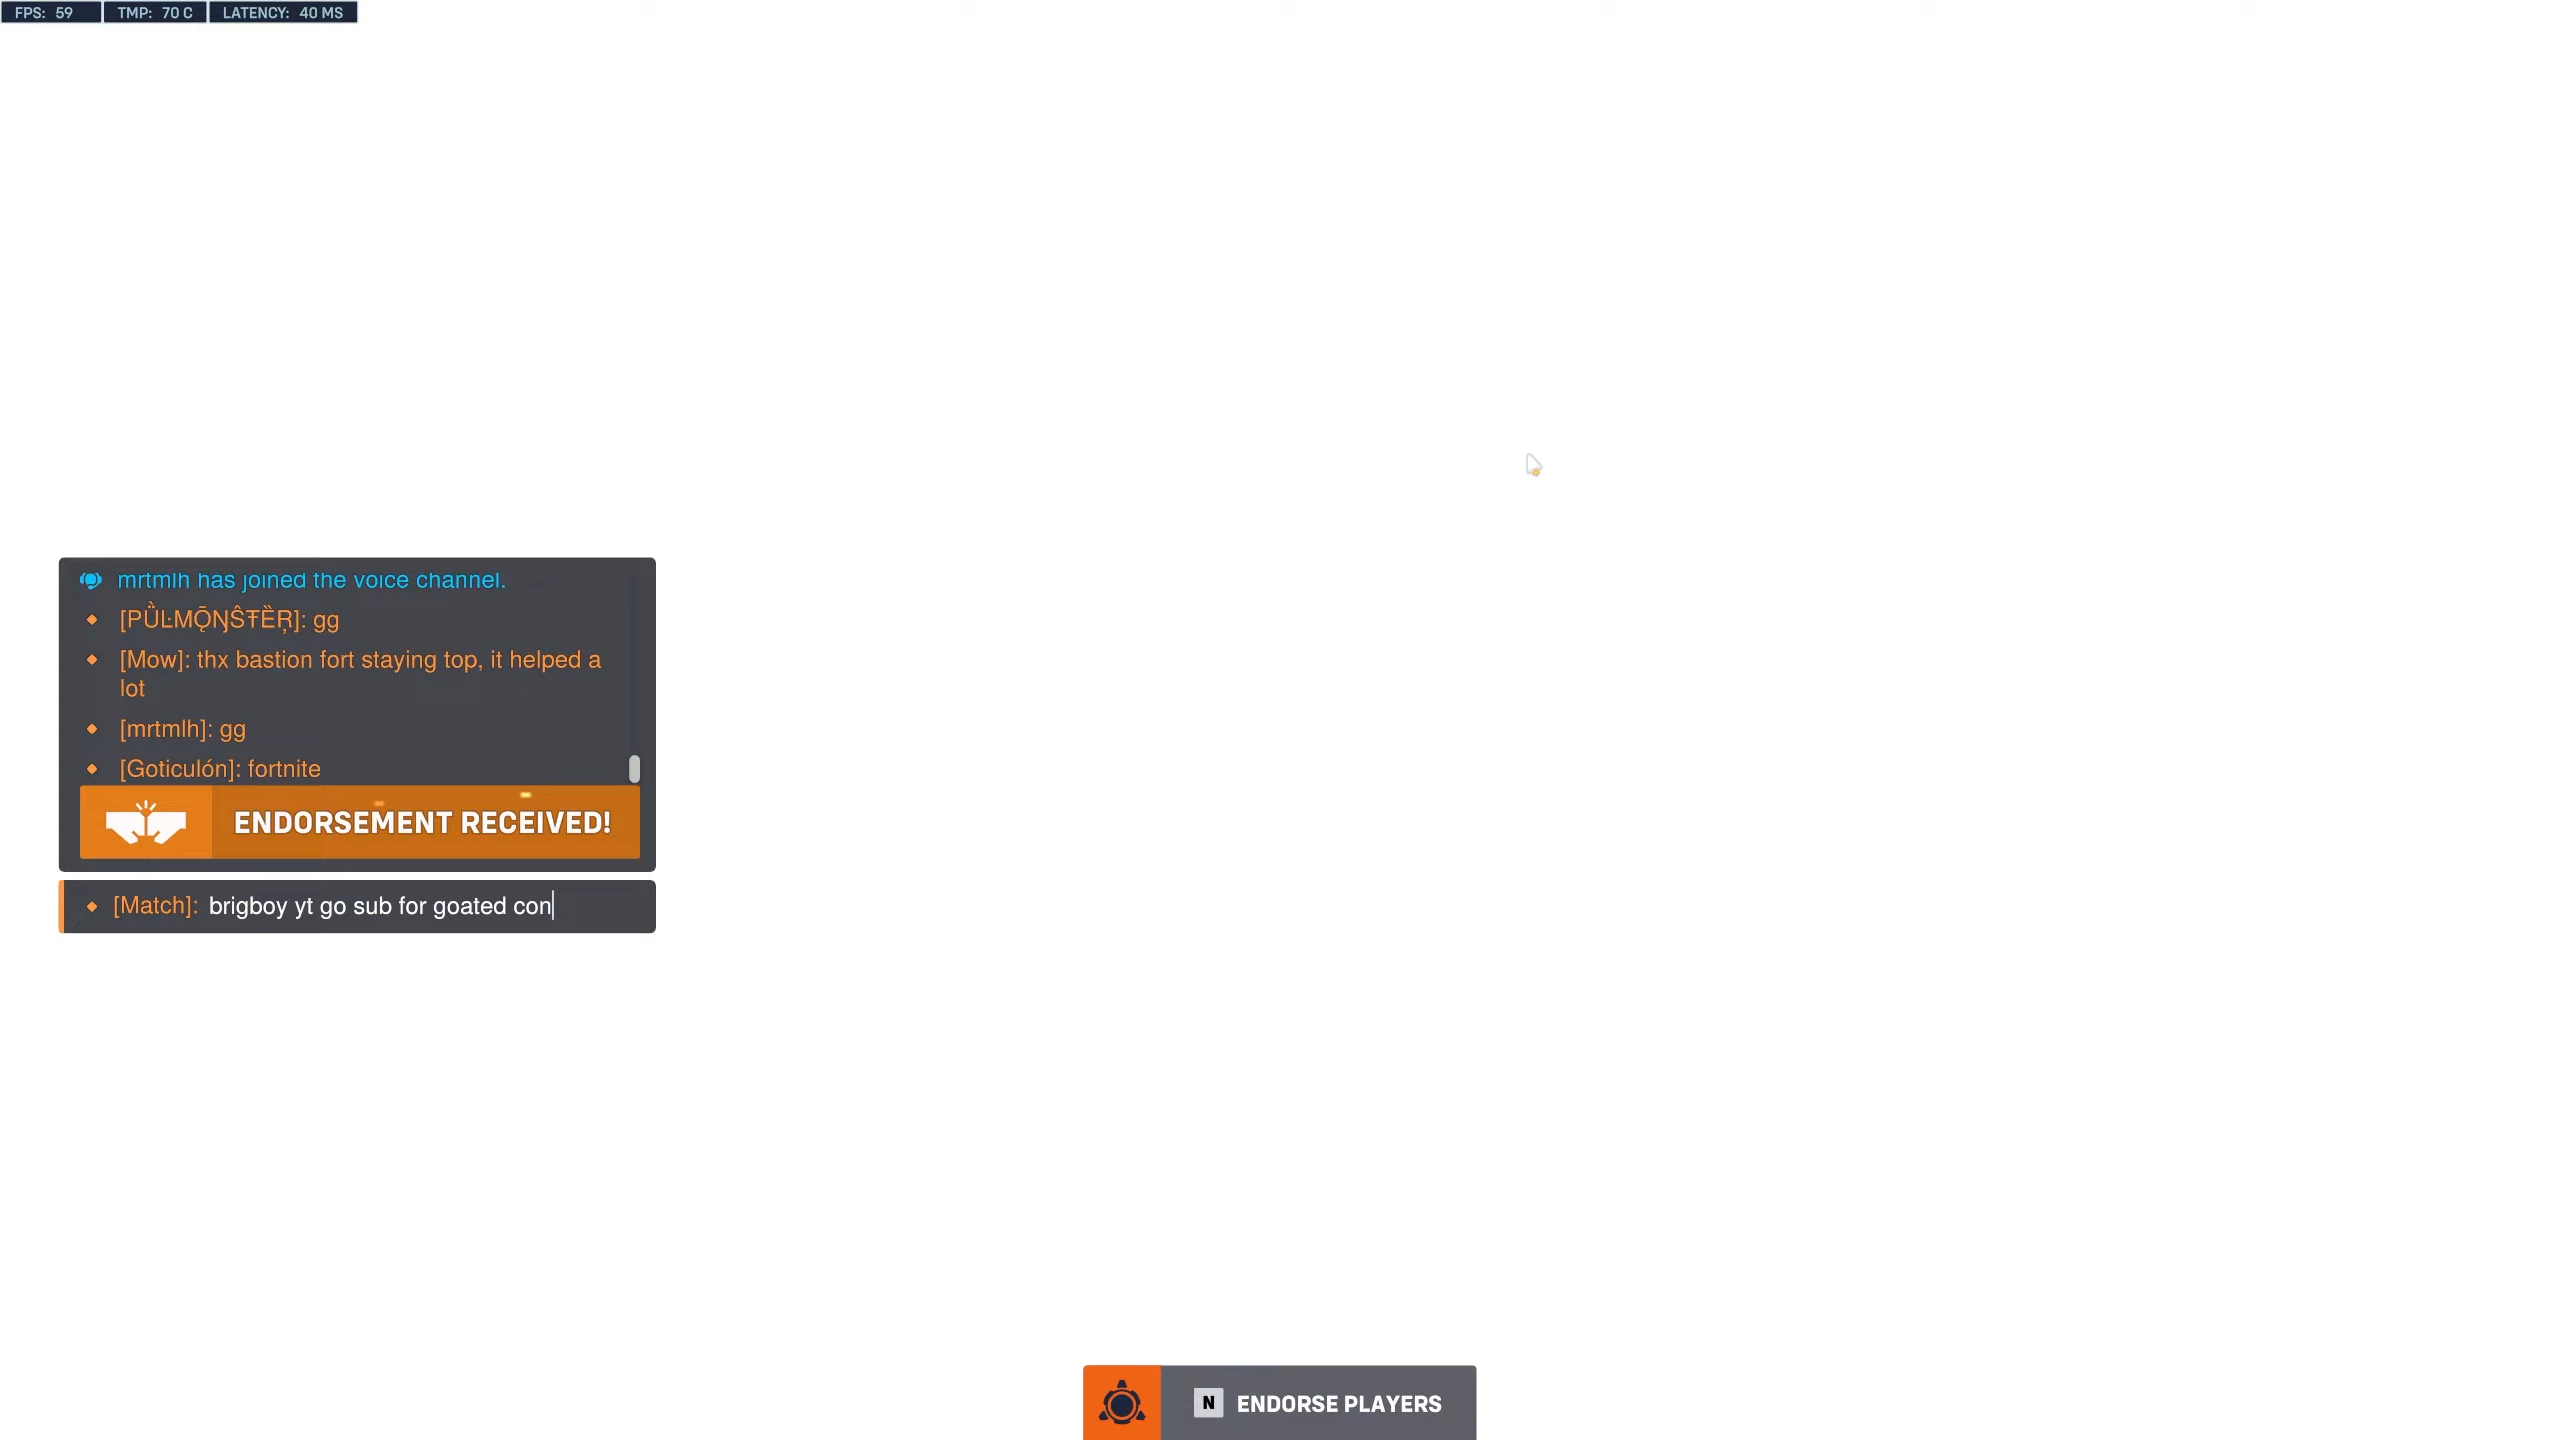 FPS: 59 TMP: 70 C LATENCY: 40 MS
mrtmlh has joined the voice channel.
[PǛĿMǬŊŜŦȄŖ]: gg
[Mow]: thx bastion fort staying top, it helped a
lot
[mrtmlh]: gg
[Goticulón]: fortnite
ENDORSEMENT RECEIVED!
[Match]: brigboy yt go sub for goated con
N ENDORSE PLAYERS